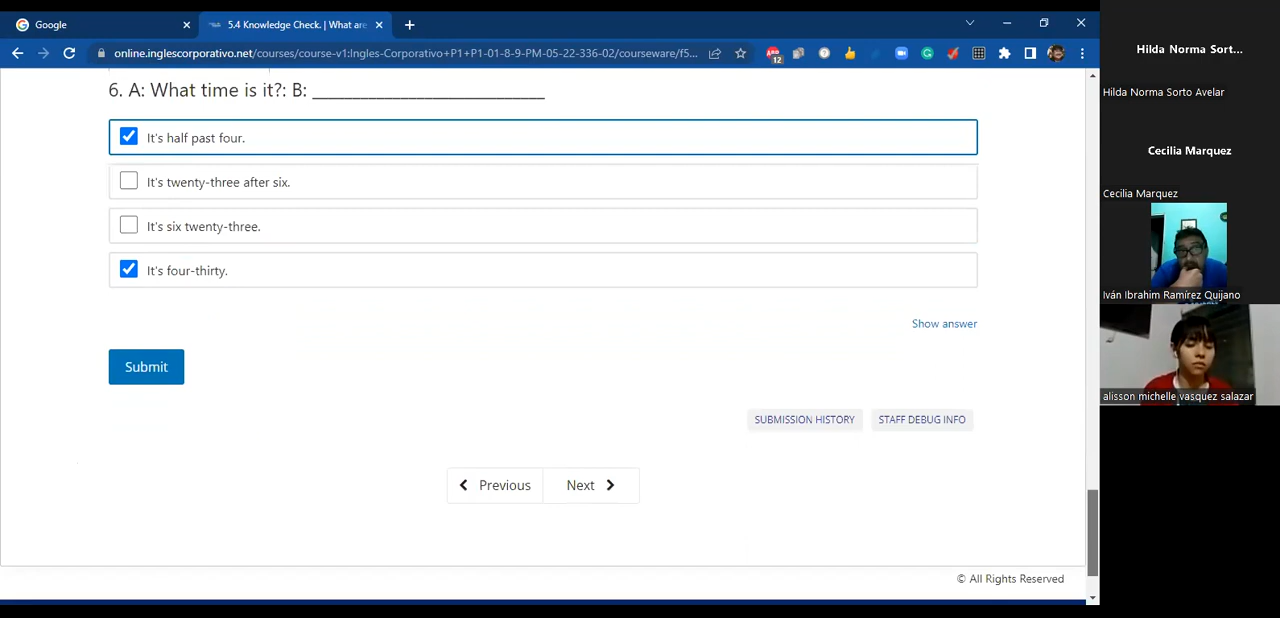 Google
5.4 Knowledge Check. | What are
online.inglescorporativo.net/courses/course-v1:Ingles-Corporativo+P1+P1-01-8-9-PM-05-22-336-02/courseware/f5...
12
6. A: What time is it?: B: _____________________________
It's half past four.
It's twenty-three after six.
It's six twenty-three.
It's four-thirty.
Show answer
Submit
SUBMISSION HISTORY
STAFF DEBUG INFO
Previous
Next
© All Rights Reserved
Hilda Norma Sort...
Hilda Norma Sorto Avelar
Cecilia Marquez
Cecilia Marquez
Iván Ibrahim Ramírez Quijano
alisson michelle vasquez salazar